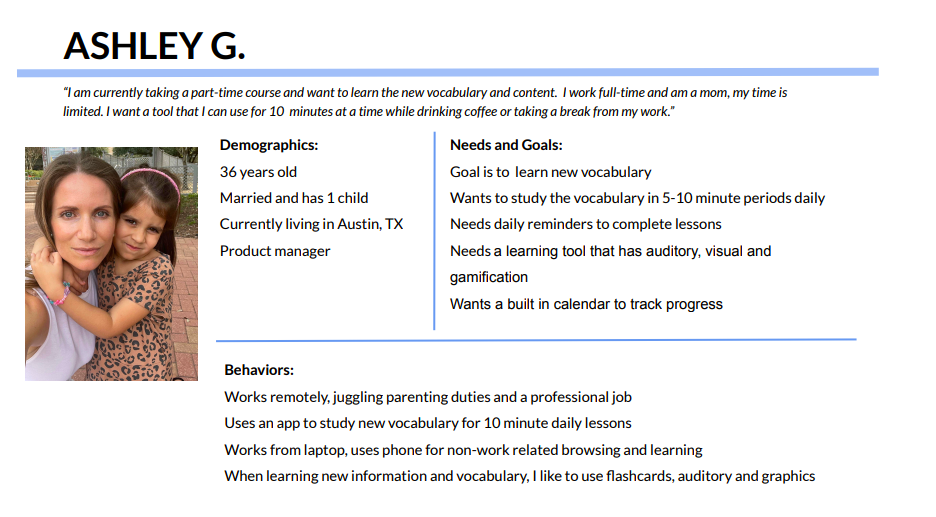 ASHLEY G.
“I am currently taking a part-time course and want to learn the new vocabulary and content.  I work full-time and am a mom, my time is
limited. I want a tool that I can use for 10  minutes at a time while drinking coffee or taking a break from my work.”
Demographics:
36 years old
Married and has 1 child
Currently living in Austin, TX
Product manager
Needs and Goals:
Goal is to  learn new vocabulary
Wants to study the vocabulary in 5-10 minute periods daily
Needs daily reminders to complete lessons
Needs a learning tool that has auditory, visual and
gamification
Wants a built in calendar to track progress
Behaviors:
Works remotely, juggling parenting duties and a professional job
Uses an app to study new vocabulary for 10 minute daily lessons
Works from laptop, uses phone for non-work related browsing and learning
When learning new information and vocabulary, I like to use flashcards, auditory and graphics